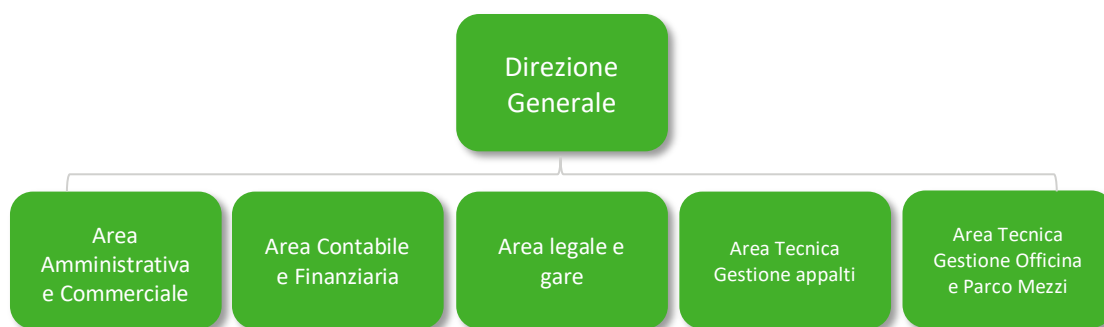 Direzione
Generale
Area
Amministrativa
e Commerciale
Area Contabile
e Finanziaria
Area legale e
gare
Area Tecnica
Gestione appalti
Area Tecnica
Gestione Officina
e Parco Mezzi